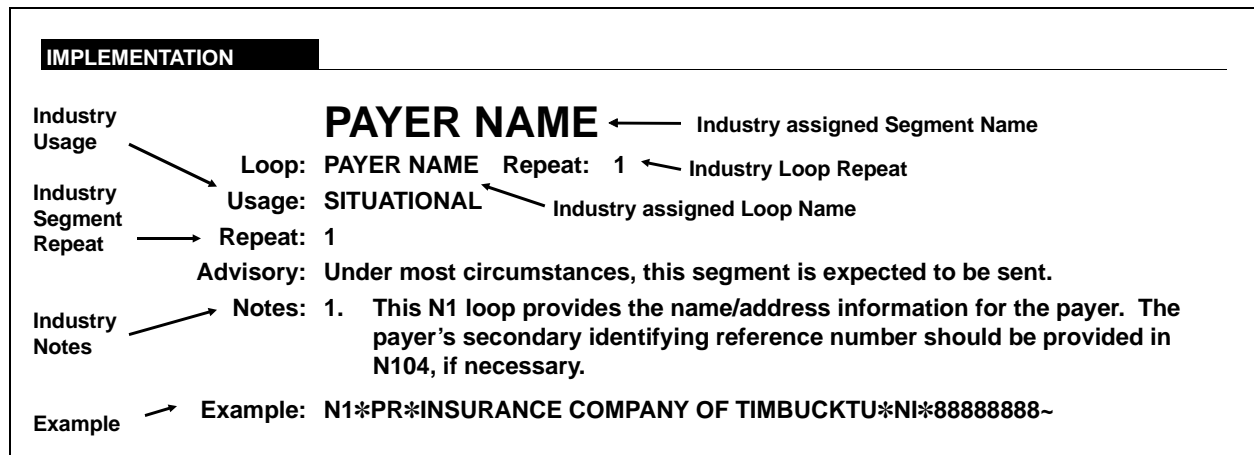 IMPLEMENTATION
Industry
Usage
PAYER NAME
Industry assigned Segment Name
Loop: PAYER NAME Repeat: 1
Industry Loop Repeat
Industry
Segment
Repeat
Usage: SITUATIONAL
Industry assigned Loop Name
Repeat: 1
Advisory: Under most circumstances, this segment is expected to be sent.
Industry
Notes
Notes: 1. This N1 loop provides the name/address information for the payer. The
payer’s secondary identifying reference number should be provided in
N104, if necessary.
Example
Example: N1✽PR✽INSURANCE COMPANY OF TIMBUCKTU✽NI✽88888888~